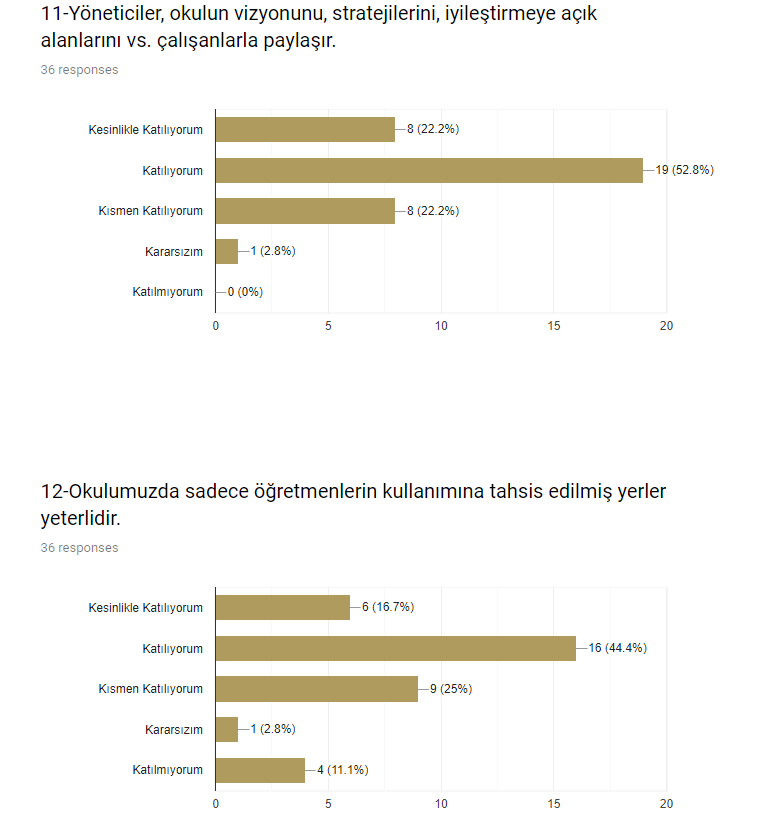 11-Yöneticiler, okulun vizyonunu, stratejilerini, iyileştirmeye açık
alanlarını vs. çalışanlarla paylaşır.
36 responses
Kesinlikle Katılıyorum 8 (22.2%)
Katılıyorum 19 (52.8%)
Kısmen Katılıyorum 8 (22.2%)
Kararsızım 1 (2.8%)
Katılmıyorum 0 (0%)
0 5 10 15 20
12-Okulumuzda sadece öğretmenlerin kullanımına tahsis edilmiş yerler
yeterlidir.
36 responses
Kesinlikle Katılıyorum 6 (16.7%)
Katılıyorum 16 (44.4%)
Kısmen Katılıyorum 9 (25%)
Kararsızım 1 (2.8%)
Katılmıyorum 4 (11.1%)
0 5 10 15 20